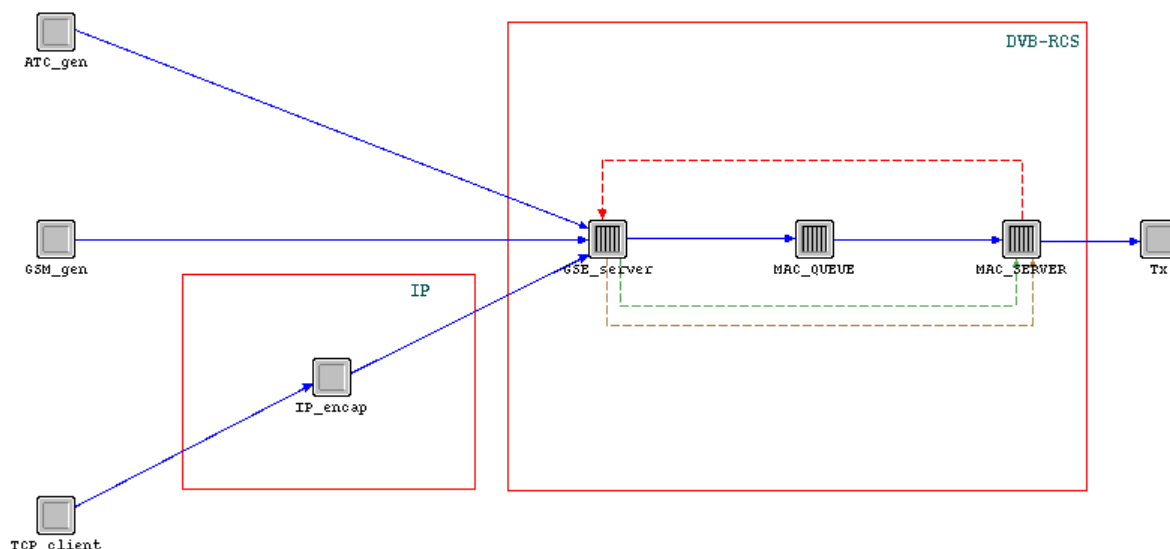 ATC_gen
DVB-RCS
GSM_gen
GSE_server
MAC_QUEUE
MAC_SERVER
Tx
IP
IP_encap
TCP_client